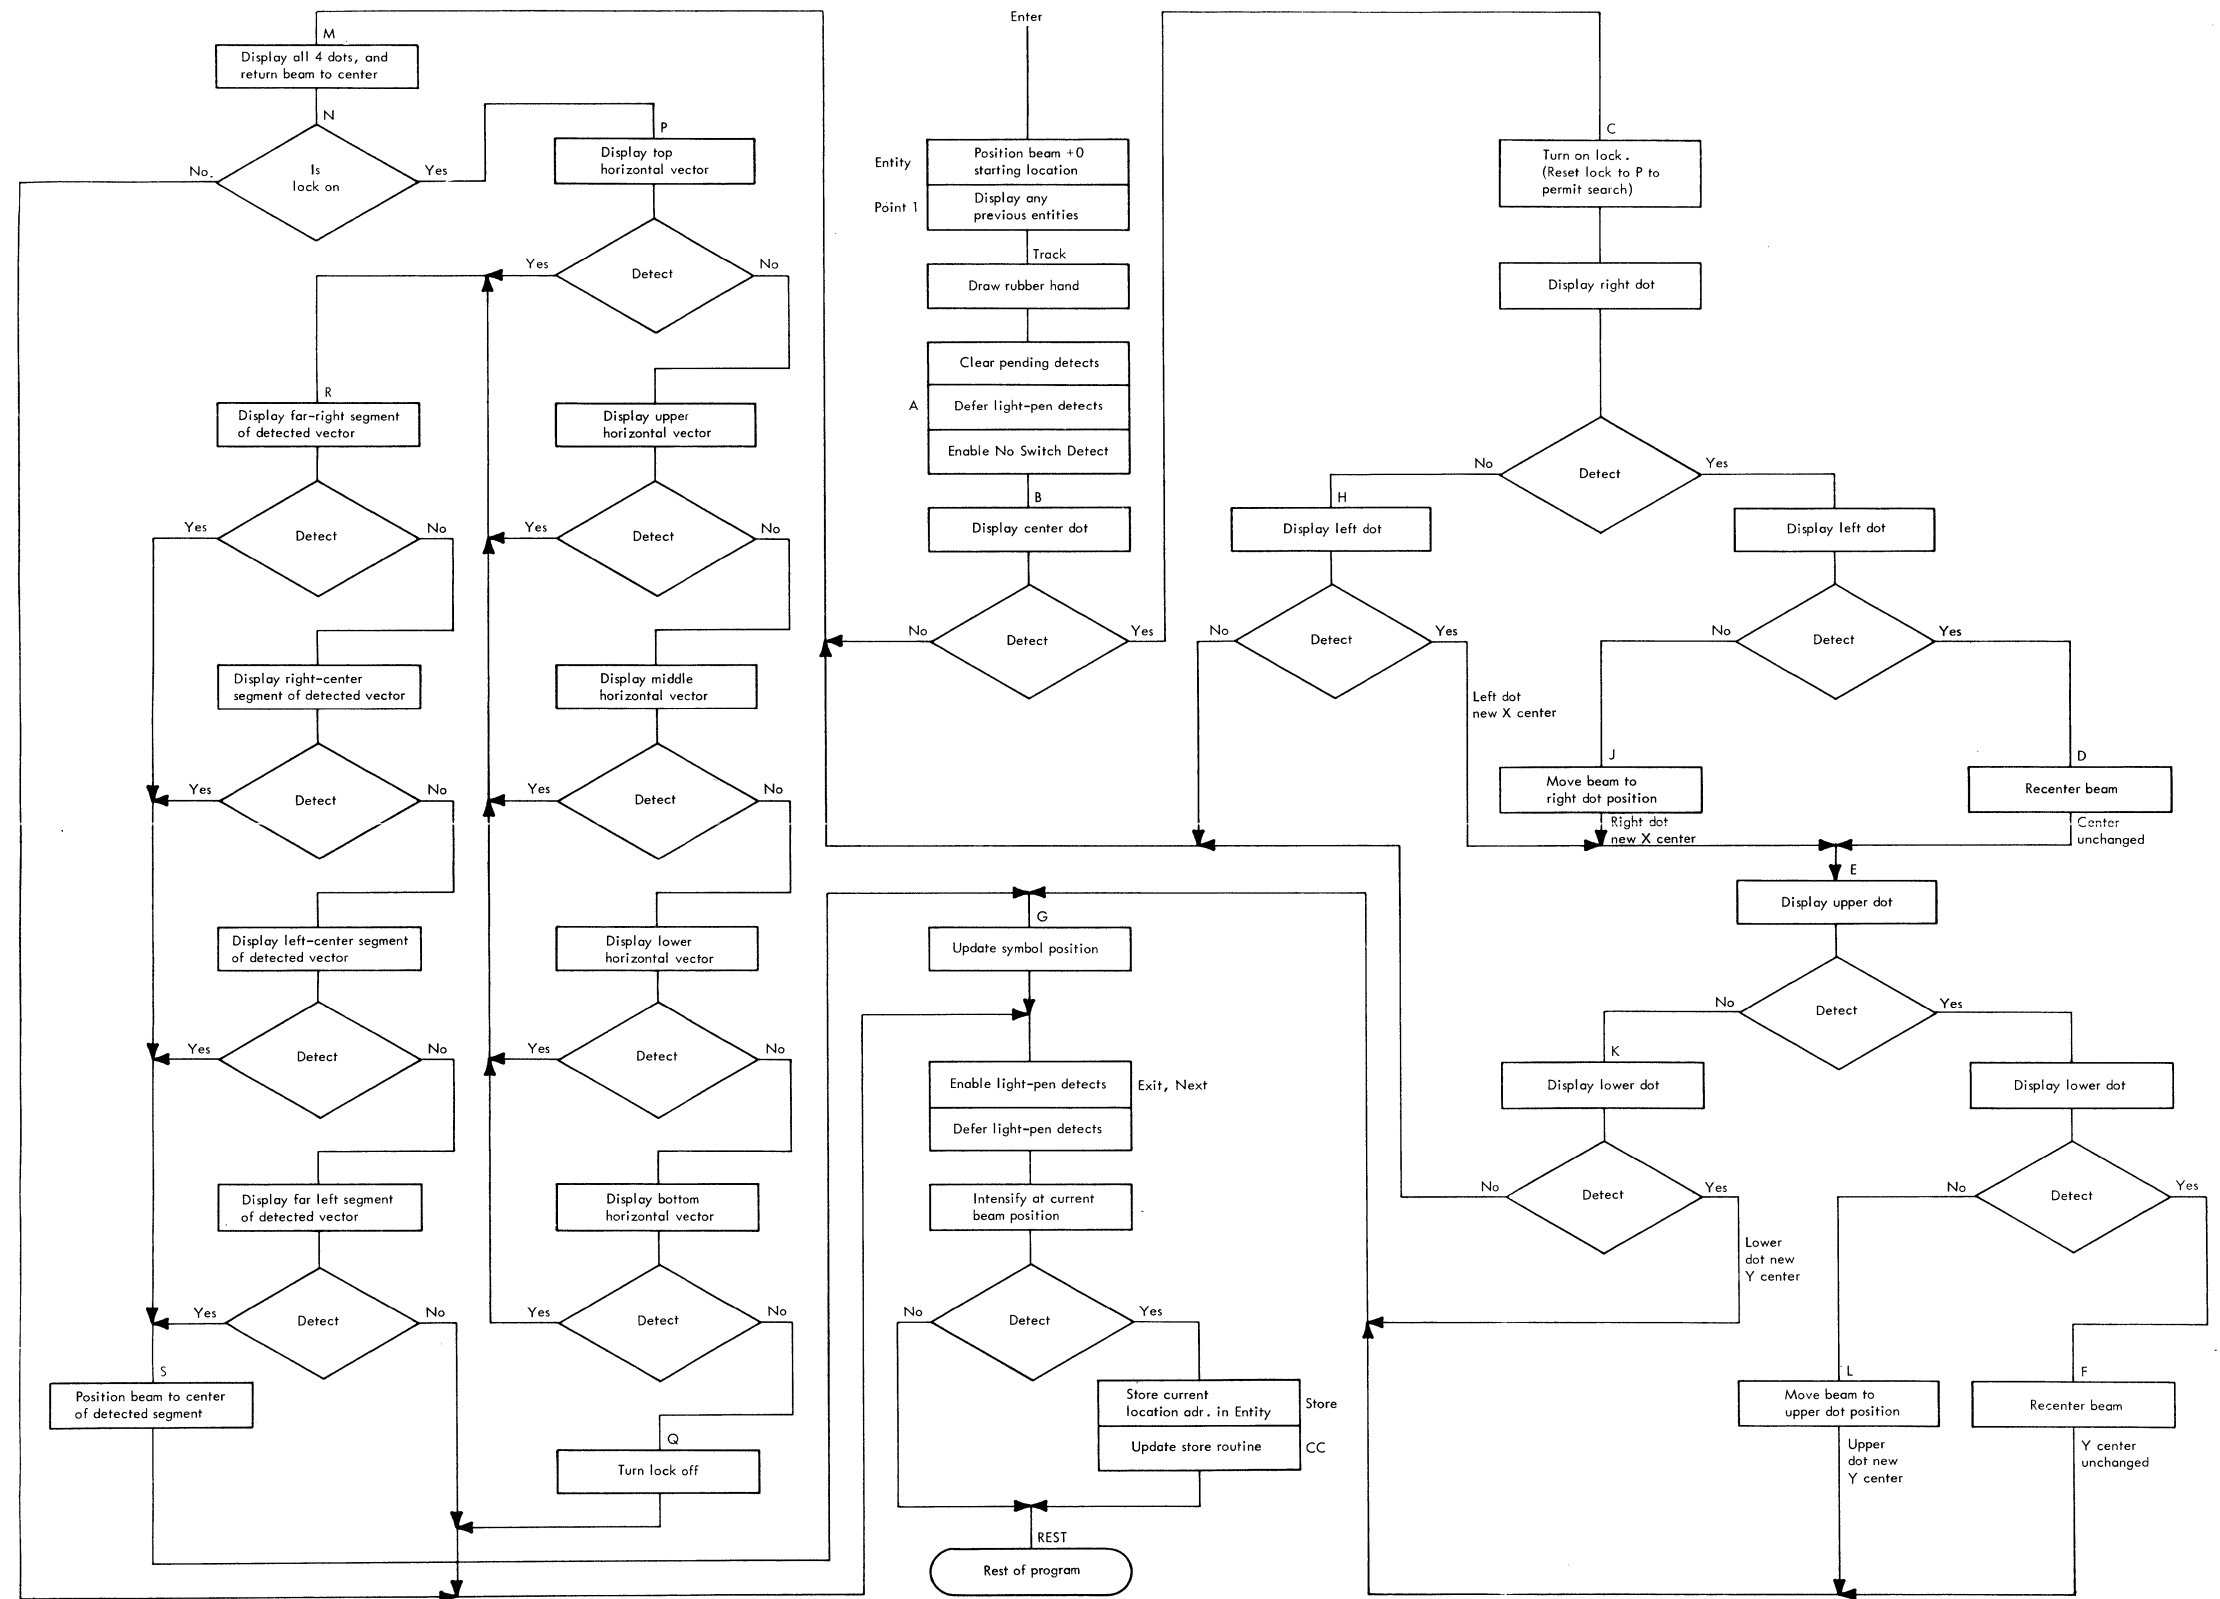 M
Display all 4 dots, and
return beam to center
N
Is
lock on
No
Yes
P
Display top
horizontal vector
Detect
Yes
No
R
Display far-right segment
of detected vector
Detect
Yes
No
Display right-center
segment of detected vector
Detect
Yes
No
Display left-center segment
of detected vector
Detect
Yes
No
Display far left segment
of detected vector
Detect
Yes
No
S
Position beam to center
of detected segment
Display upper
horizontal vector
Detect
Yes
No
Display middle
horizontal vector
Detect
Yes
No
Display lower
horizontal vector
Detect
Yes
No
Display bottom
horizontal vector
Detect
Yes
No
Q
Turn lock off
Enter
Entity
Position beam +0
starting location
Point 1
Display any
previous entities
Track
Draw rubber hand
Clear pending detects
A
Defer light-pen detects
Enable No Switch Detect
B
Display center dot
Detect
No
Yes
G
Update symbol position
Enable light-pen detects
Exit, Next
Defer light-pen detects
Intensify at current
beam position
Detect
No
Yes
Store current
location adr. in Entity
Store
Update store routine
CC
REST
Rest of program
C
Turn on lock.
(Reset lock to P to
permit search)
Display right dot
Detect
No
Yes
H
Display left dot
Detect
No
Yes
Left dot
new X center
Display left dot
Detect
No
Yes
J
Move beam to
right dot position
Right dot
new X center
D
Recenter beam
Center
unchanged
E
Display upper dot
Detect
No
Yes
K
Display lower dot
Detect
No
Yes
Lower
dot new
Y center
Display lower dot
Detect
No
Yes
L
Move beam to
upper dot position
Upper
dot new
Y center
F
Recenter beam
Y center
unchanged